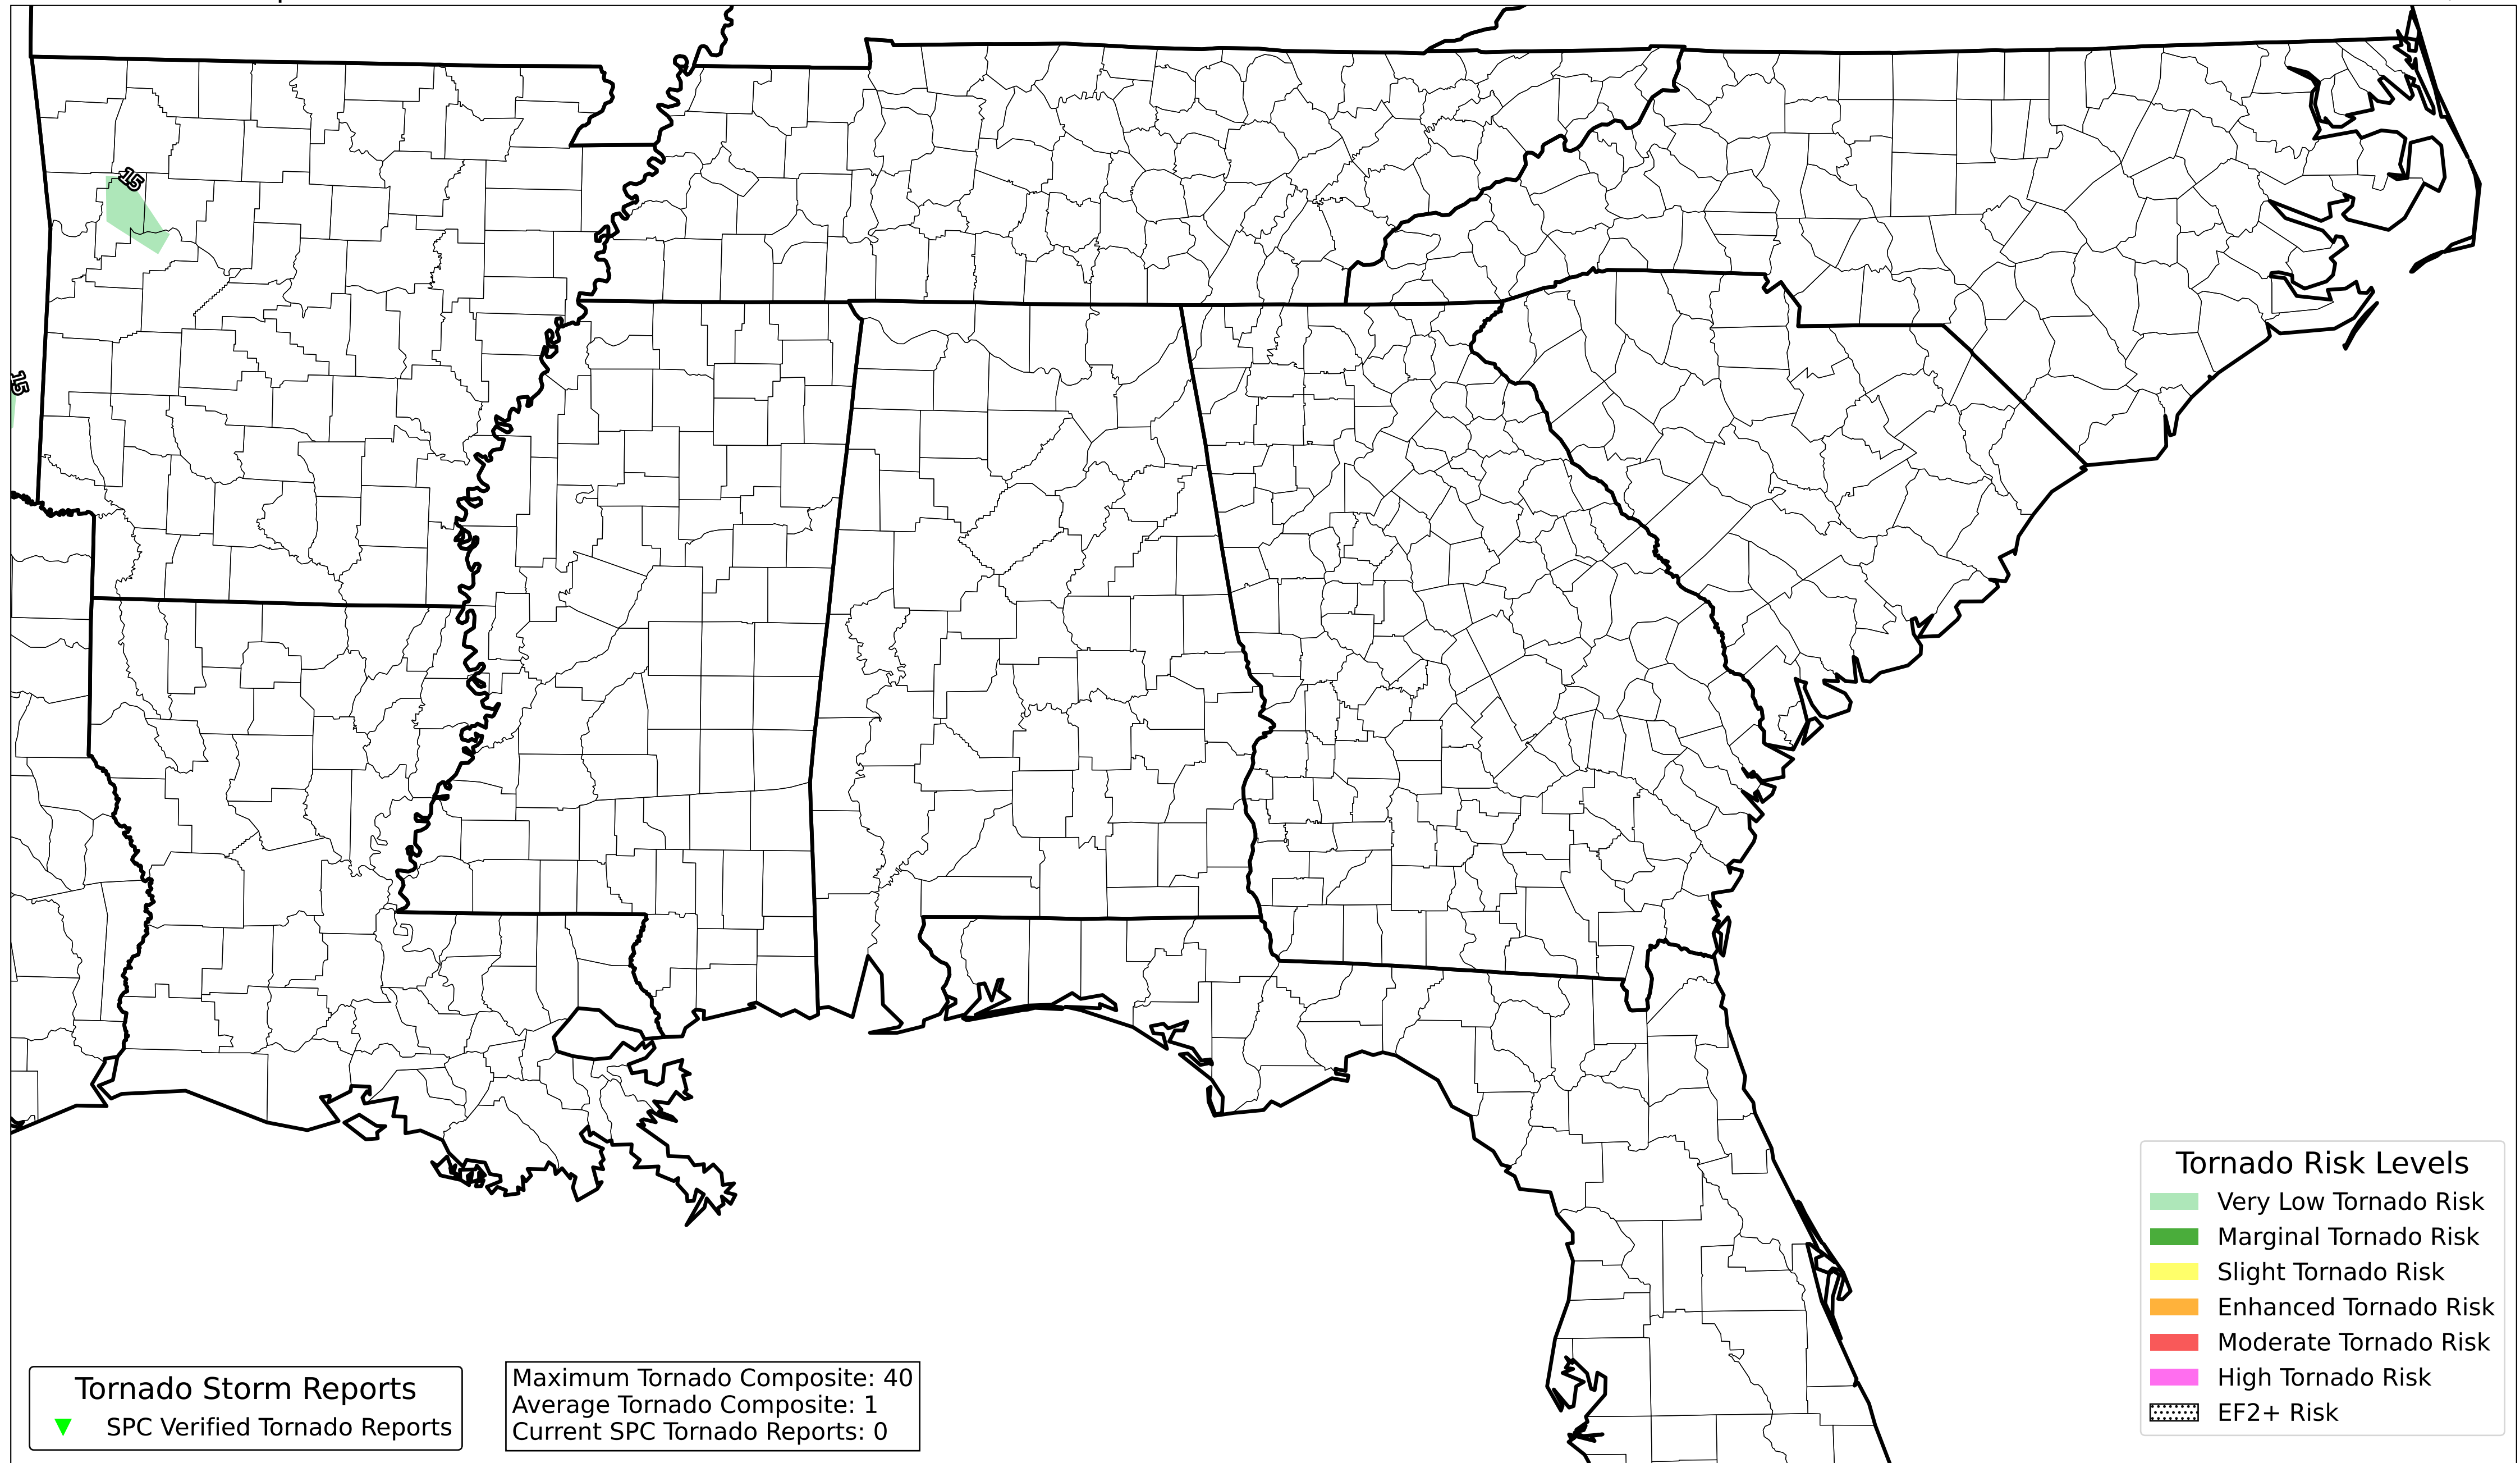 15
15
Tornado Risk Levels
Very Low Tornado Risk
Marginal Tornado Risk
Slight Tornado Risk
Enhanced Tornado Risk
Moderate Tornado Risk
High Tornado Risk
EF2+ Risk
Tornado Storm Reports
SPC Verified Tornado Reports
Maximum Tornado Composite: 40
Average Tornado Composite: 1
Current SPC Tornado Reports: 0